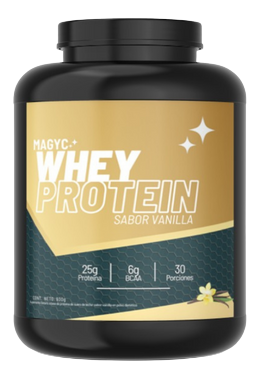 MAGYC
WHEY
PROTEIN
SABOR VANILLA
25g
Proteína
6g
BCAA
30
Porciones